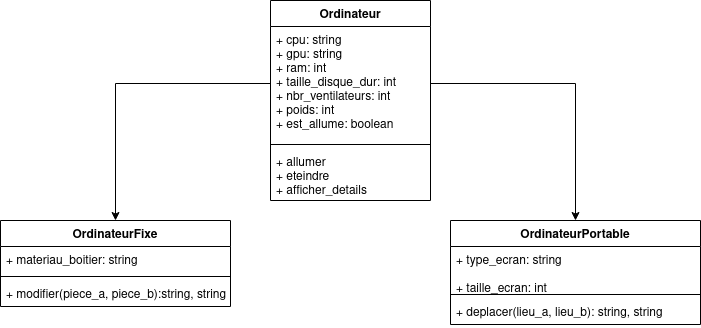 Ordinateur
+ cpu: string
+ gpu: string
+ ram: int
+ taille_disque_dur: int
+ nbr_ventilateurs: int
+ poids: int
+ est_allume: boolean
+ allumer
+ eteindre
+ afficher_details
OrdinateurFixe
+ materiau_boitier: string
+ modifier(piece_a, piece_b):string, string
OrdinateurPortable
+ type_ecran: string
+ taille_ecran: int
+ deplacer(lieu_a, lieu_b): string, string